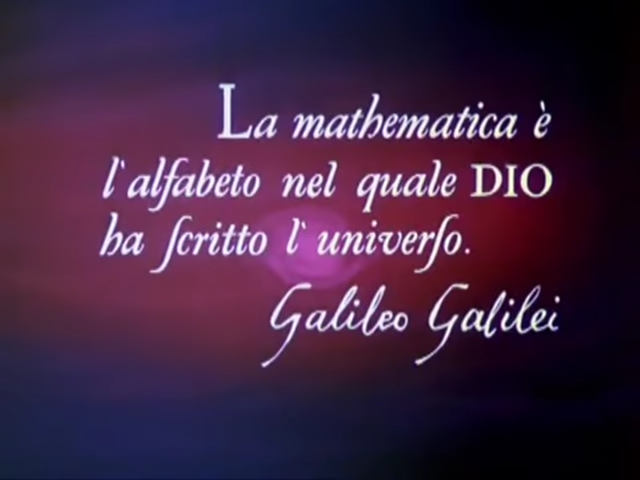 La mathematica è
l'alfabeto nel quale DIO
ha ſcritto l' univerſo.
Galileo Galilei